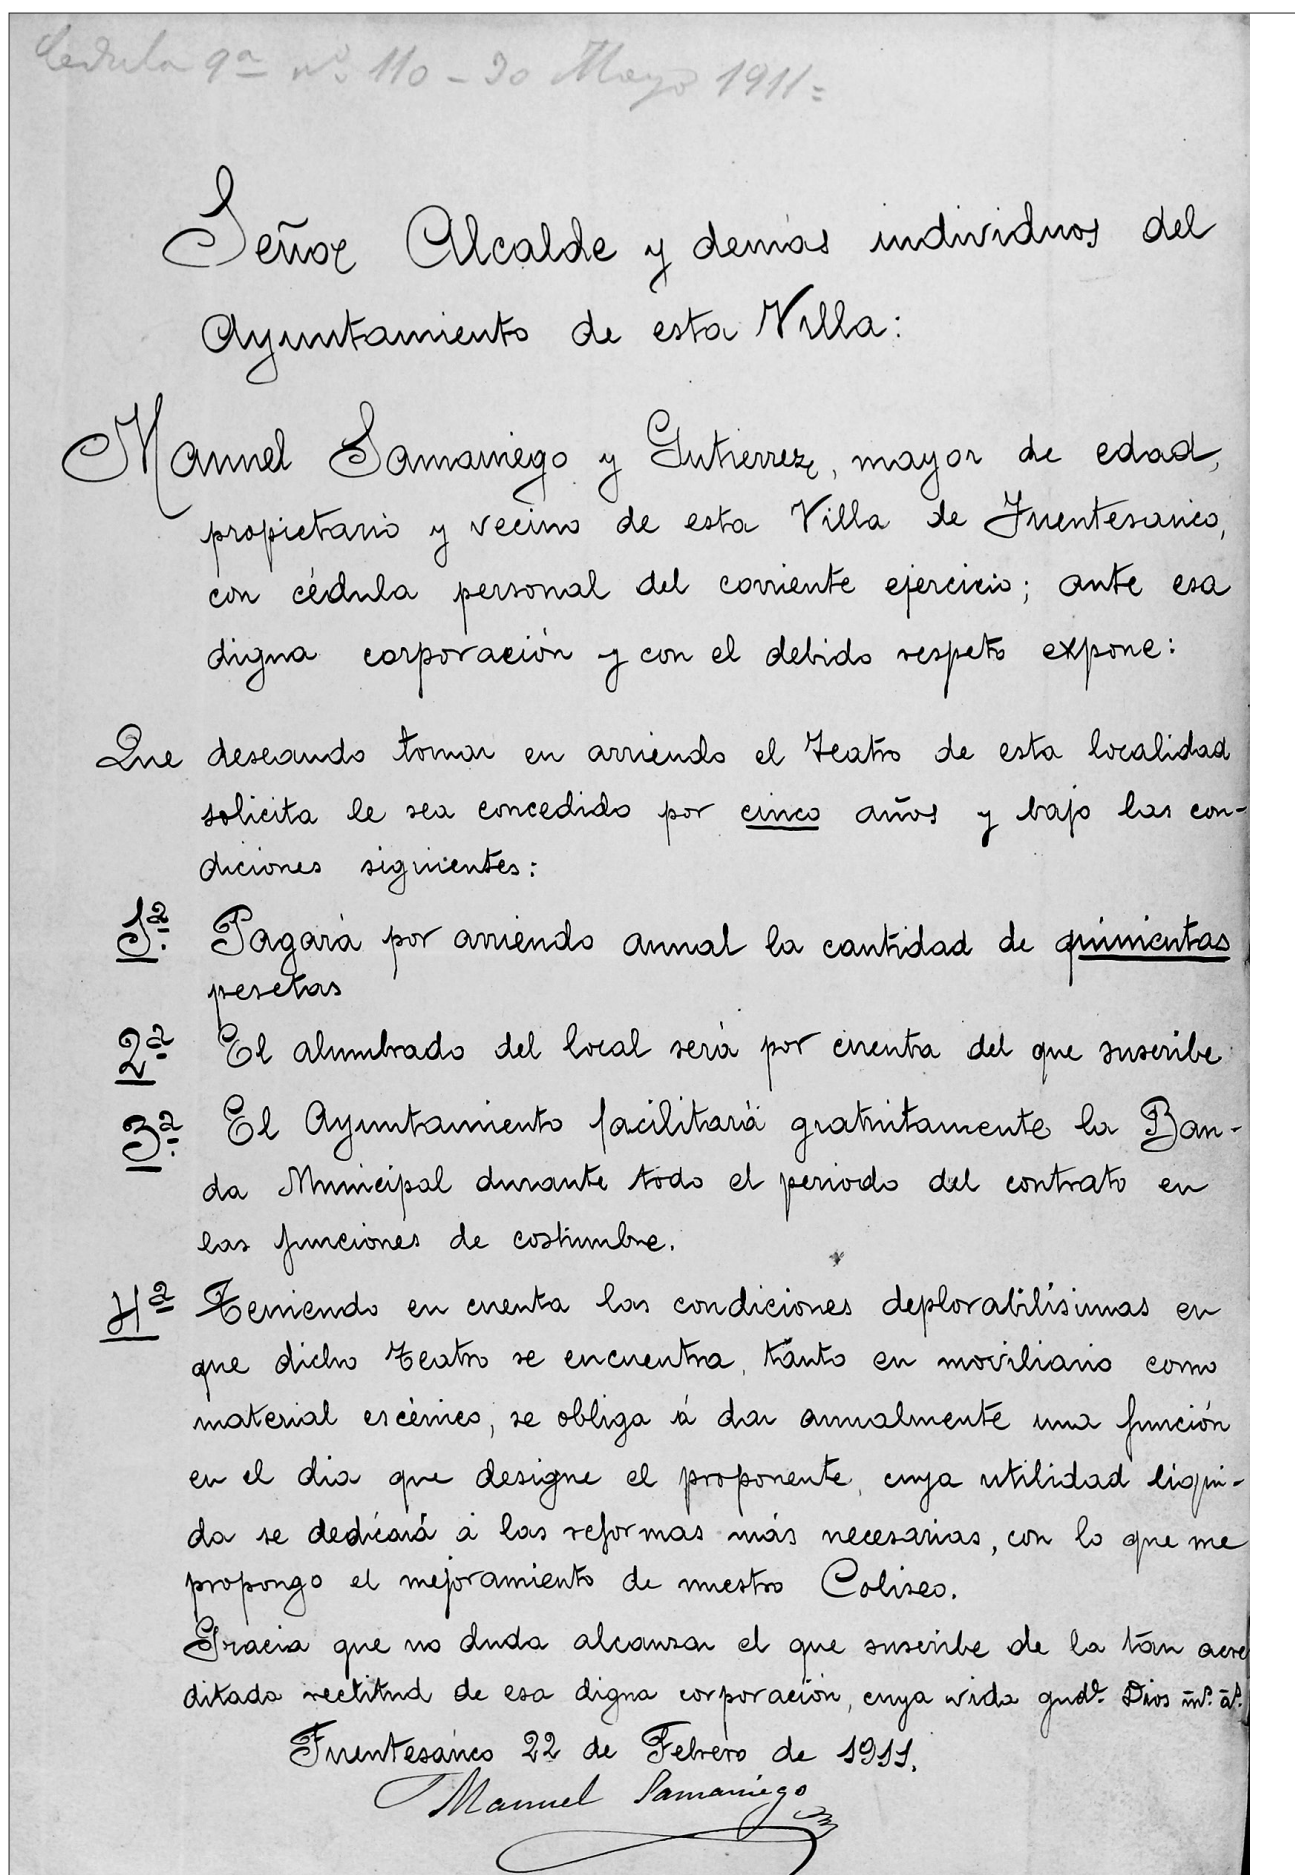 Cedula 9ª nº. 110 - 30 Mayo 1911=
Señor Alcalde y demás individuos del
Ayuntamiento de esta Villa:
Manuel Samaniego y Gutierrez, mayor de edad,
propietario y vecino de esta Villa de Fuentesauco,
con cédula personal del corriente ejercicio; ante esa
digna corporación y con el debido respeto expone:
Que deseando tomar en arriendo el Teatro de esta localidad
solicita le sea concedido por cinco años y bajo las con-
diciones siguientes:
1ª. Pagará por arriendo anual la cantidad de quinientas
pesetas
2ª El alumbrado del local será por cuenta del que suscribe
3ª. El Ayuntamiento facilitará gratuitamente la Ban-
da Municipal durante todo el periodo del contrato en
las funciones de costumbre.
4ª Teniendo en cuenta las condiciones deplorabilísimas en
que dicho Teatro se encuentra, tanto en moviliario como
material escénico, se obliga á dar anualmente una función
en el dia que designe el proponente, cuya utilidad líqui-
da se dedicará á las reformas más necesarias, con lo que me
propongo el mejoramiento de nuestro Coliseo.
Gracia que no duda alcanzar el que suscribe de la tan acre
ditada rectitud de esa digna corporación, cuya vida gudᵉ. Dios mˢ. aˢ.
Fuentesauco 22 de Febrero de 1911.
Manuel Samaniego